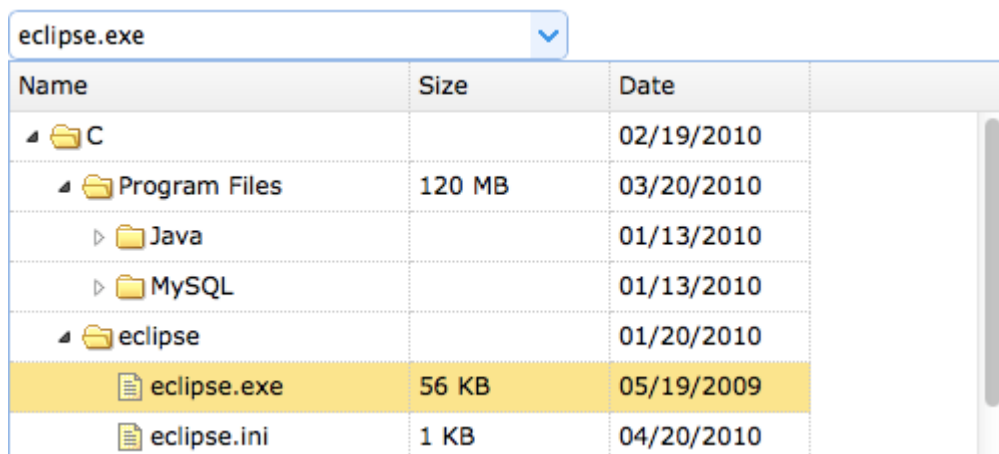 eclipse.exe
Name Size Date
C 02/19/2010
Program Files 120 MB 03/20/2010
Java 01/13/2010
MySQL 01/13/2010
eclipse 01/20/2010
eclipse.exe 56 KB 05/19/2009
eclipse.ini 1 KB 04/20/2010